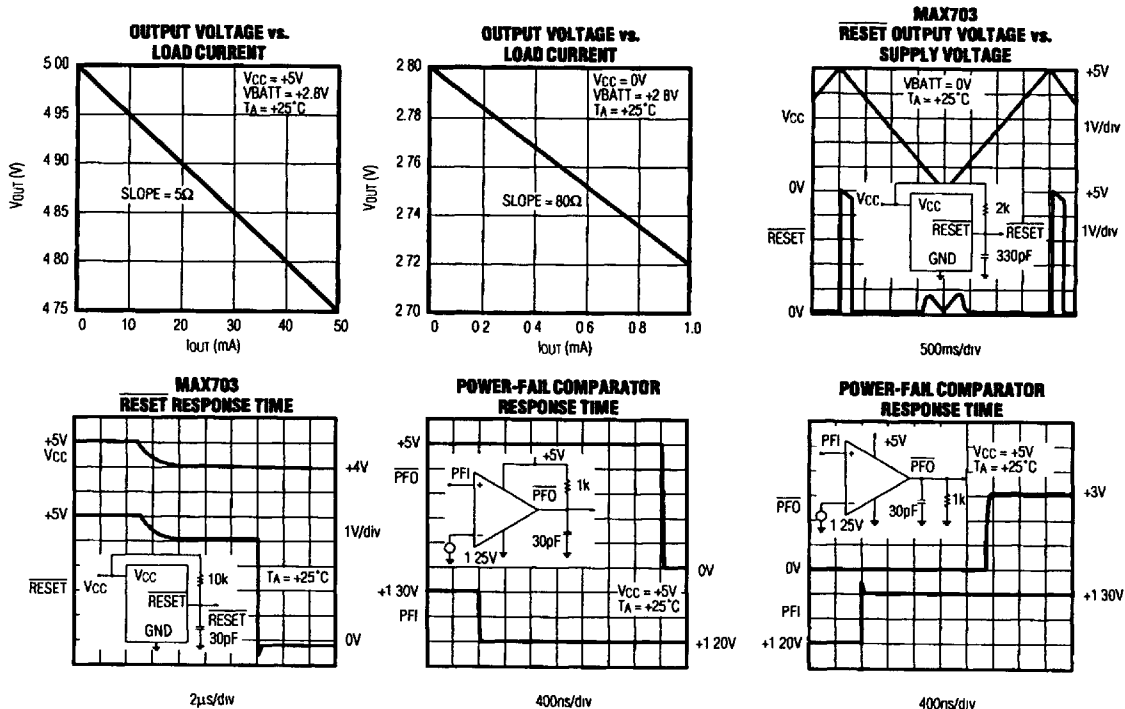 OUTPUT VOLTAGE vs.
LOAD CURRENT
5 00
4 95
4 90
4 85
4 80
4 75
VOUT (V)
VCC = +5V
VBATT = +2.8V
TA = +25°C
SLOPE = 5Ω
0 10 20 30 40 50
IOUT (mA)
OUTPUT VOLTAGE vs.
LOAD CURRENT
2 80
2 78
2 76
2 74
2 72
2 70
VOUT (V)
VCC = 0V
VBATT = +2 8V
TA = +25°C
SLOPE = 80Ω
0 0 2 0 4 0 6 0 8 1.0
IOUT (mA)
MAX703
RESET OUTPUT VOLTAGE vs.
SUPPLY VOLTAGE
VBATT = 0V
TA = +25°C
+5V
VCC
1V/div
0V
+5V
VCC
VCC
2k
RESET
RESET
RESET
1V/div
GND
330pF
0V
500ms/div
MAX703
RESET RESPONSE TIME
+5V
VCC
+4V
+5V
1V/div
RESET
VCC
VCC
10k
TA = +25°C
RESET
RESET
GND
30pF
0V
2µs/div
POWER-FAIL COMPARATOR
RESPONSE TIME
+5V
+5V
PFO
PFI
+
PFO
1k
−
30pF
1 25V
0V
+1 30V
VCC = +5V
TA = +25°C
PFI
+1 20V
400ns/div
POWER-FAIL COMPARATOR
RESPONSE TIME
PFI
+5V
VCC = +5V
TA = +25°C
+
PFO
+3V
−
PFO
30pF
1k
1 25V
0V
+1 30V
PFI
+1 20V
400ns/div